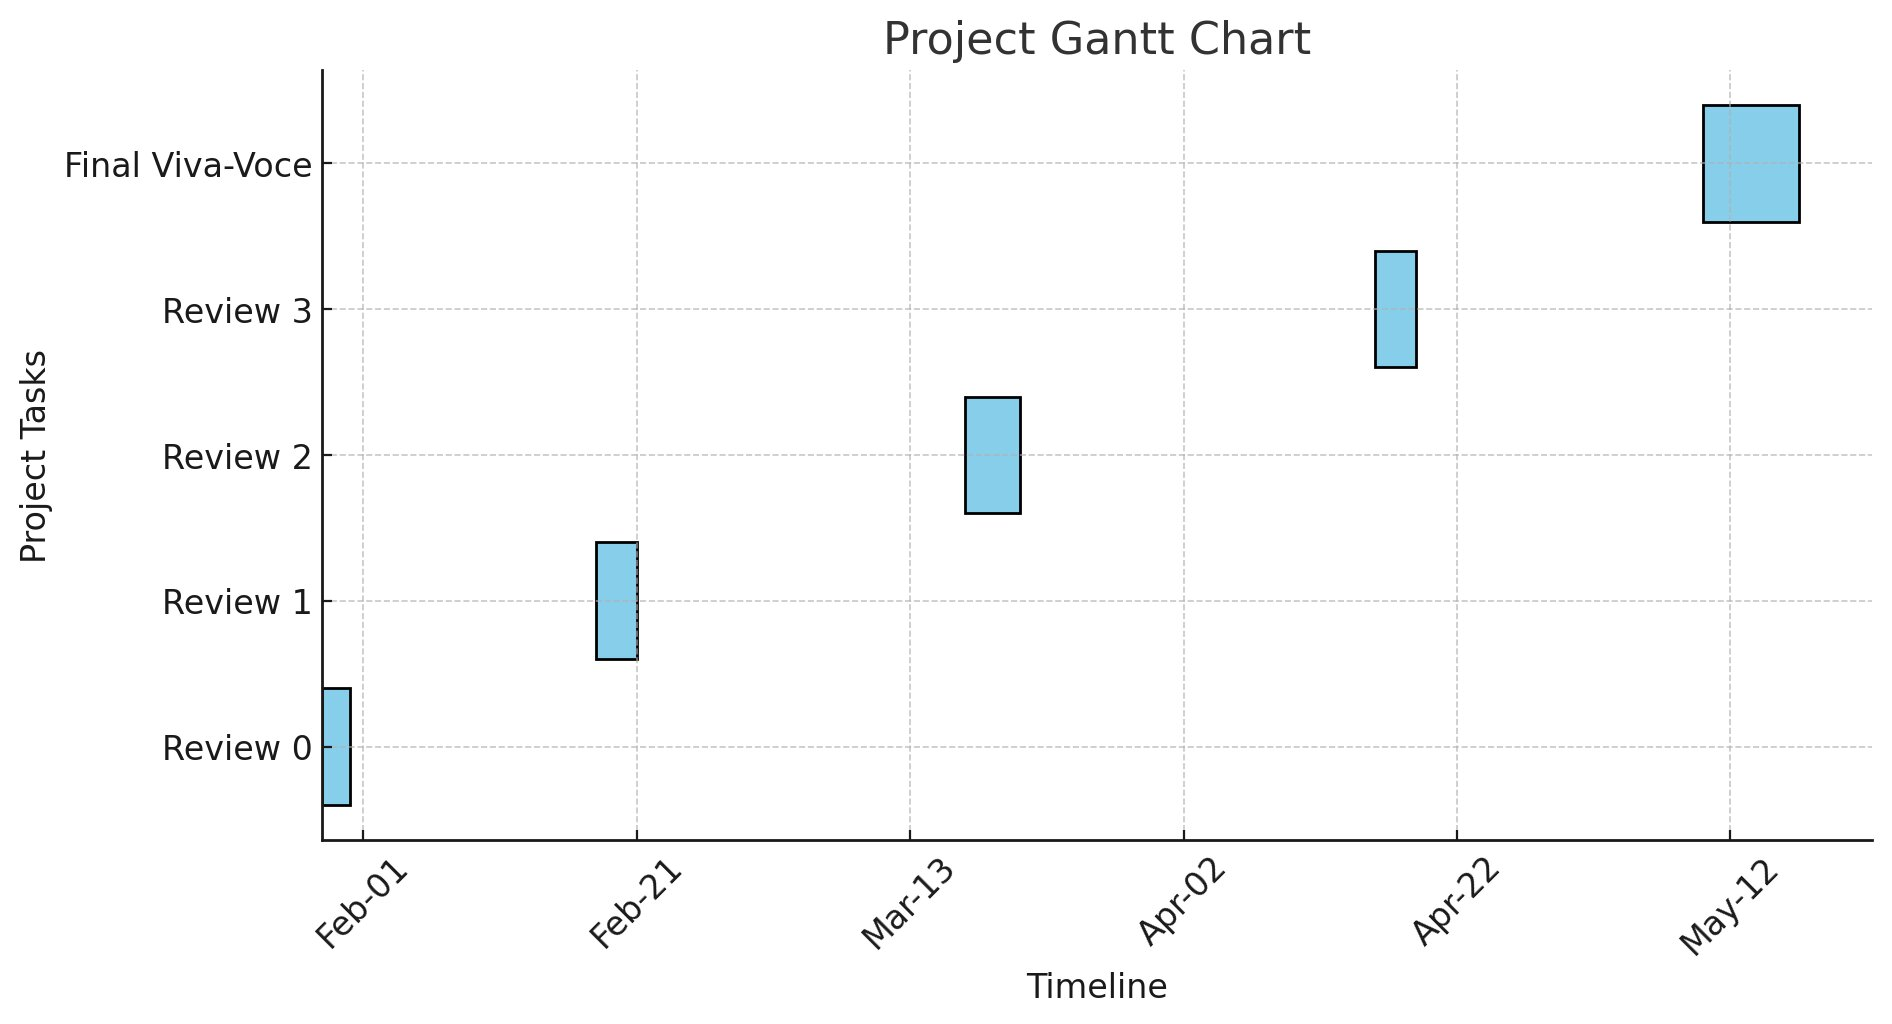 Project Gantt Chart
Final Viva-Voce
Review 3
Review 2
Review 1
Review 0
Project Tasks
Feb-01
Feb-21
Mar-13
Apr-02
Apr-22
May-12
Timeline